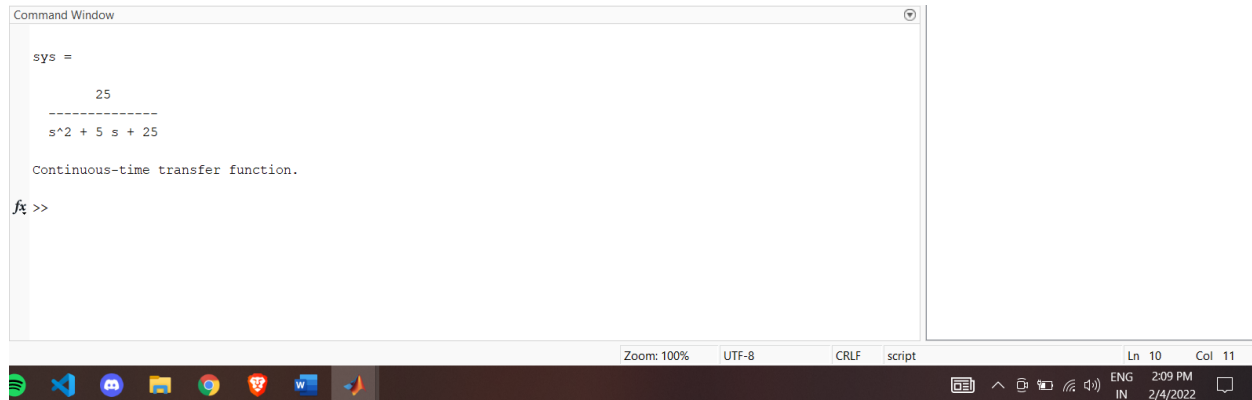 Command Window
sys =
25
--------------
s^2 + 5 s + 25
Continuous-time transfer function.
fx >>
Zoom: 100% UTF-8 CRLF script Ln 10 Col 11
W
ENG 2:09 PM
IN 2/4/2022